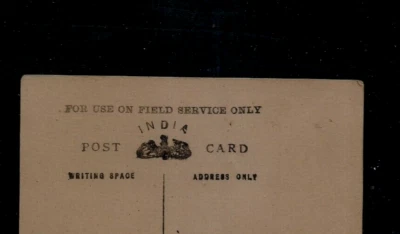 FOR USE ON FIELD SERVICE ONLY
INDIA
POST CARD
WRITING SPACE ADDRESS ONLY